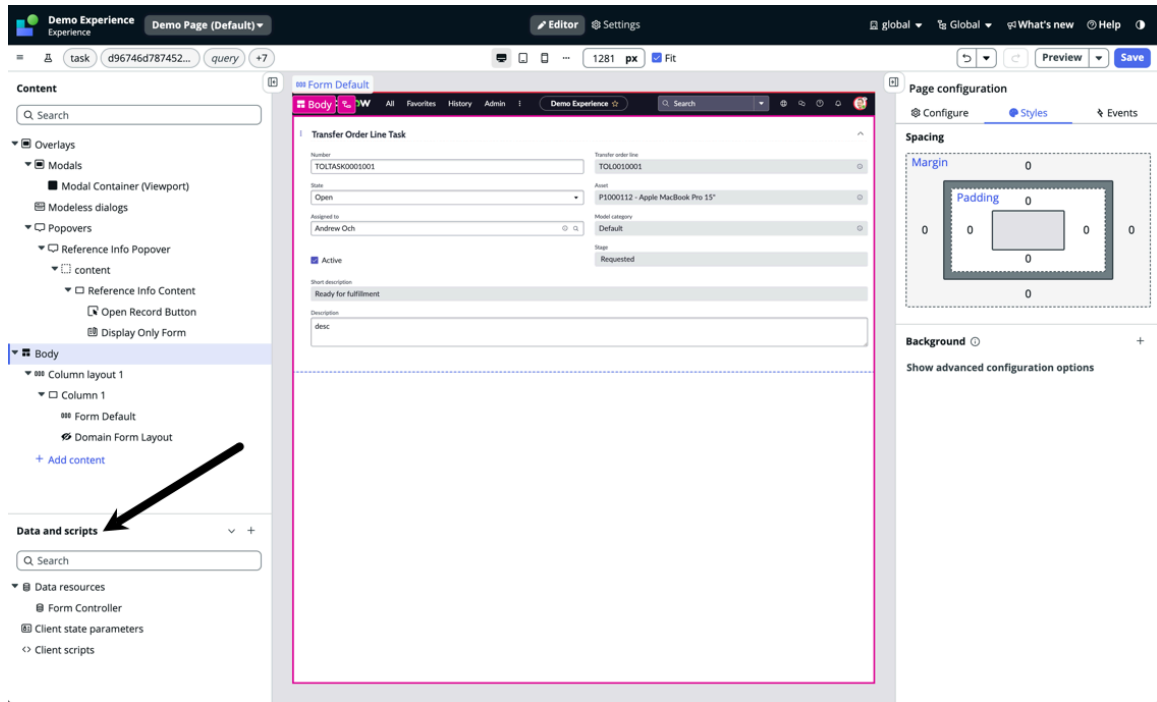 Demo Experience
Experience
Demo Page (Default)
Editor
Settings
global
Global
What's new
Help
task
d96746d787452...
query
+7
1281 px
Fit
Preview
Save
Content
Search
Overlays
Modals
Modal Container (Viewport)
Modeless dialogs
Popovers
Reference Info Popover
content
Reference Info Content
Open Record Button
Display Only Form
Body
Column layout 1
Column 1
Form Default
Domain Form Layout
+ Add content
Data and scripts
Search
Data resources
Form Controller
Client state parameters
Client scripts
Form Default
Body
All Favorites History Admin
Demo Experience
Search
Transfer Order Line Task
Number
TOLTASK0001001
Transfer order line
TOL0010001
State
Open
Asset
P1000112 - Apple MacBook Pro 15"
Assigned to
Andrew Och
Model category
Default
Active
Stage
Requested
Short description
Ready for fulfillment
Description
desc
Page configuration
Configure
Styles
Events
Spacing
Margin
0
Padding
0
0
0
0
0
0
0
Background
Show advanced configuration options